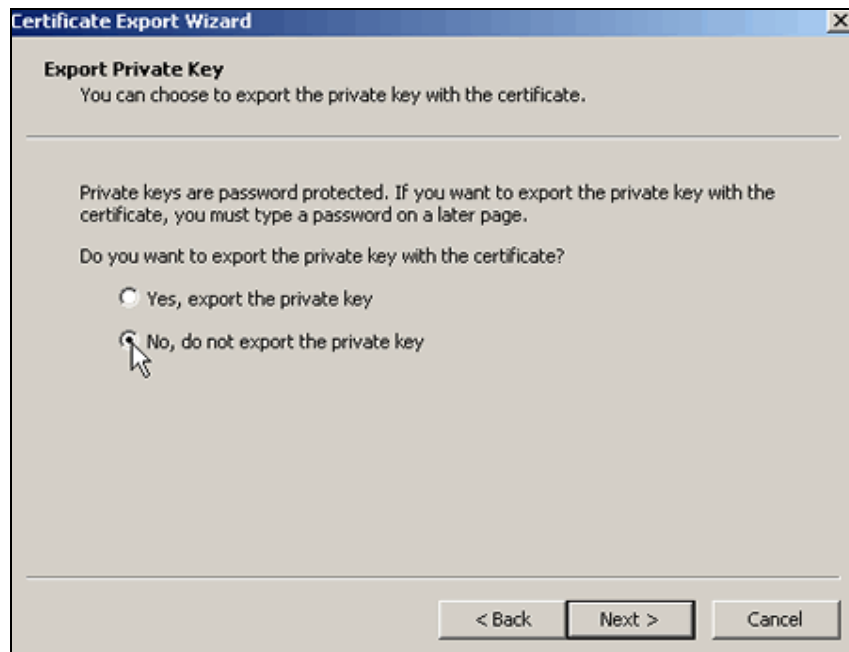 Certificate Export Wizard
Export Private Key
You can choose to export the private key with the certificate.
Private keys are password protected. If you want to export the private key with the
certificate, you must type a password on a later page.
Do you want to export the private key with the certificate?
Yes, export the private key
No, do not export the private key
< Back
Next >
Cancel